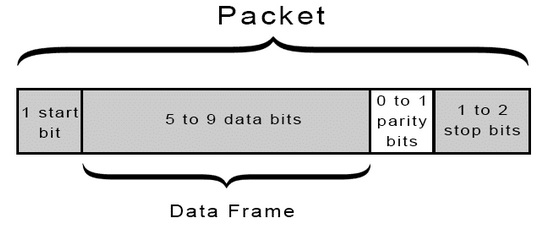 Packet
1 start
bit
5 to 9 data bits
0 to 1
parity
bits
1 to 2
stop bits
Data Frame